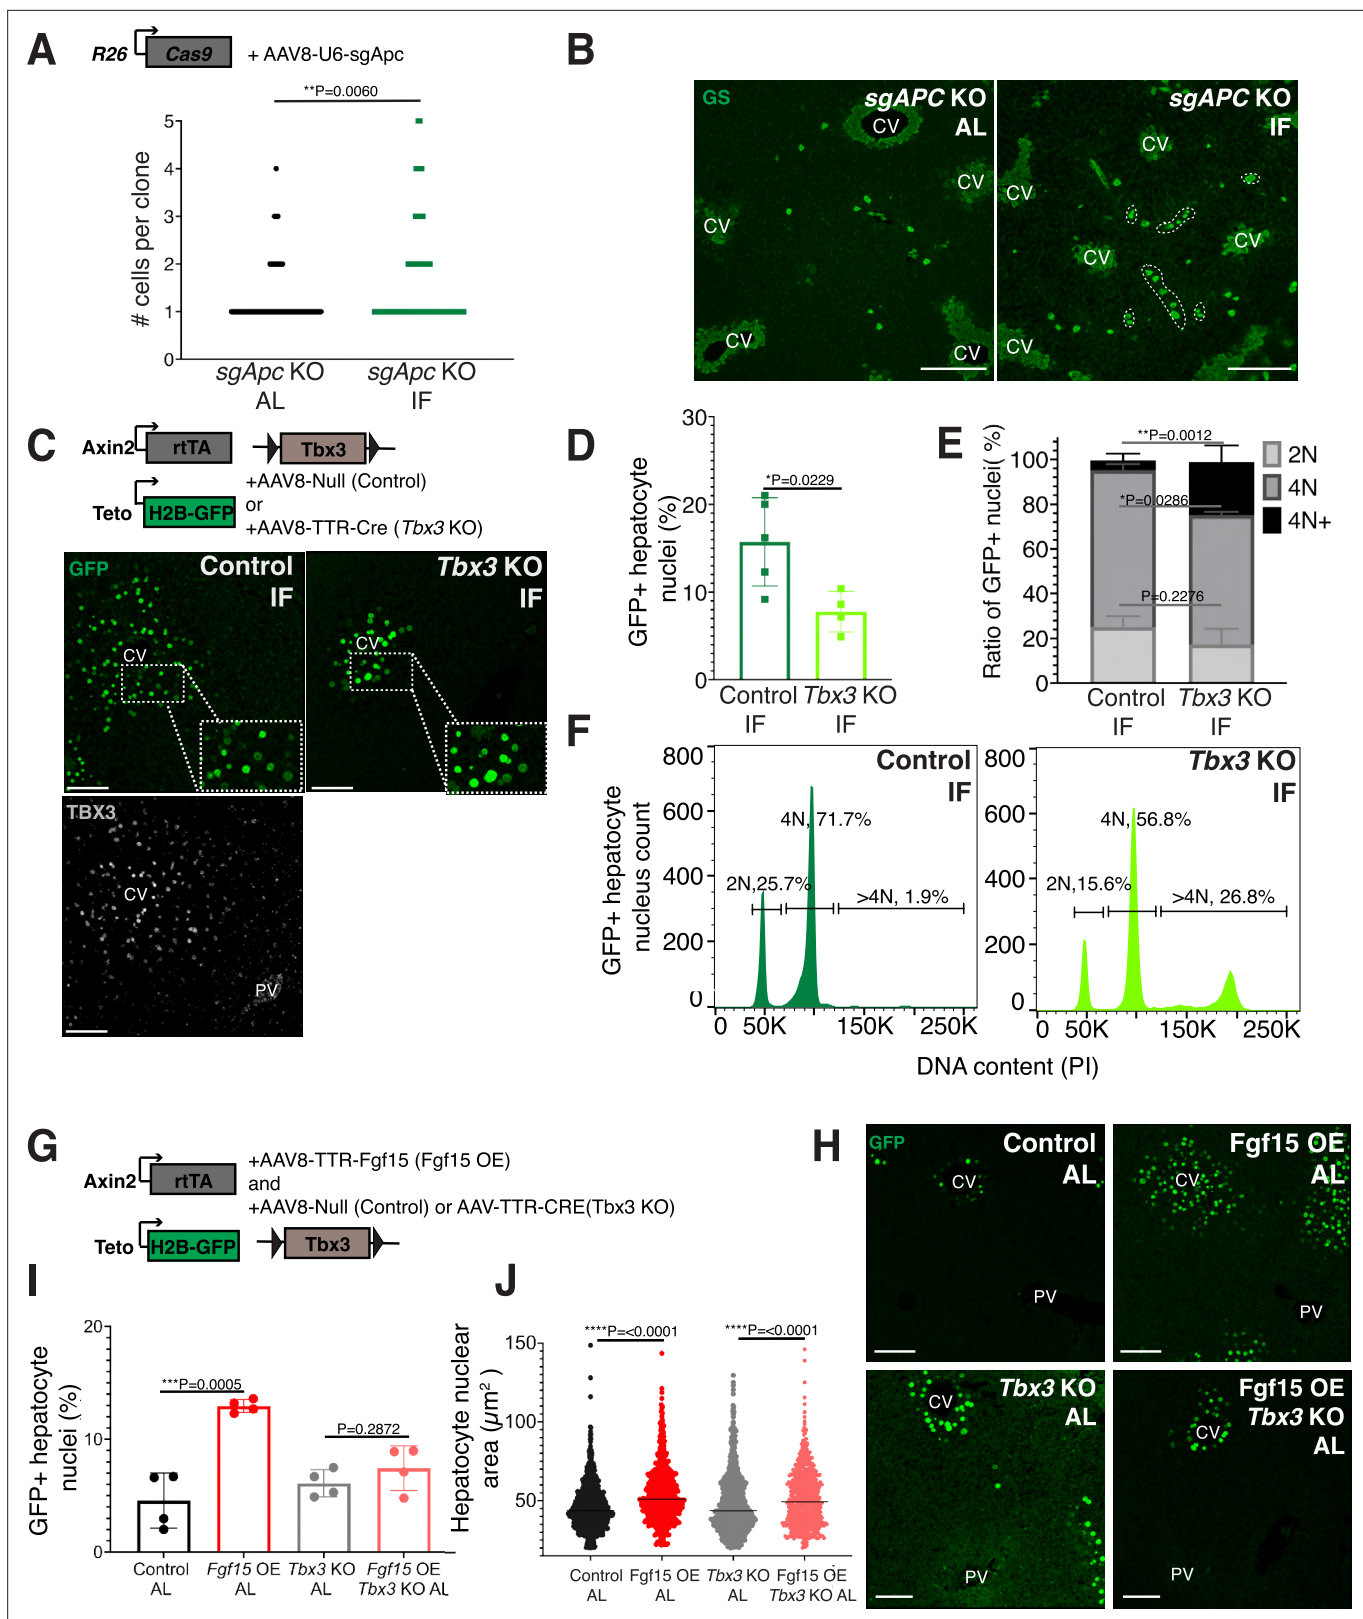 A
R26
Cas9
+ AAV8-U6-sgApc
**P=0.0060
# cells per clone
5
4
3
2
1
0
sgApc KO
AL
sgApc KO
IF
B
GS
sgAPC KO
AL
CV
CV
CV
CV
CV
sgAPC KO
IF
CV
CV
CV
CV
CV
C
Axin2
rtTA
Tbx3
Teto
H2B-GFP
+AAV8-Null (Control)
or
+AAV8-TTR-Cre (Tbx3 KO)
GFP
Control
IF
CV
Tbx3 KO
IF
CV
TBX3
CV
PV
D
GFP+ hepatocyte
nuclei (%)
30
20
10
0
*P=0.0229
Control
IF
Tbx3 KO
IF
E
Ratio of GFP+ nuclei( %)
100
80
60
40
20
0
**P=0.0012
*P=0.0286
P=0.2276
2N
4N
4N+
Control
IF
Tbx3 KO
IF
F
GFP+ hepatocyte
nucleus count
800
600
400
200
0
Control
IF
4N, 71.7%
2N,25.7%
>4N, 1.9%
0 50K 150K 250K
800
600
400
200
0
Tbx3 KO
IF
4N, 56.8%
2N,15.6%
>4N, 26.8%
0 50K 150K 250K
DNA content (PI)
G
Axin2
rtTA
+AAV8-TTR-Fgf15 (Fgf15 OE)
and
+AAV8-Null (Control) or AAV-TTR-CRE(Tbx3 KO)
Teto
H2B-GFP
Tbx3
H
GFP
Control
AL
CV
PV
Fgf15 OE
AL
CV
PV
Tbx3 KO
AL
CV
PV
Fgf15 OE
Tbx3 KO
AL
CV
PV
I
GFP+ hepatocyte
nuclei (%)
20
10
0
***P=0.0005
P=0.2872
Control
AL
Fgf15 OE
AL
Tbx3 KO
AL
Fgf15 OE
Tbx3 KO AL
J
Hepatocyte nuclear
area (µm2 )
150
100
50
****P=<0.0001
****P=<0.0001
Control
AL
Fgf15 OE
AL
Tbx3 KO
AL
Fgf15 OE
Tbx3 KO AL